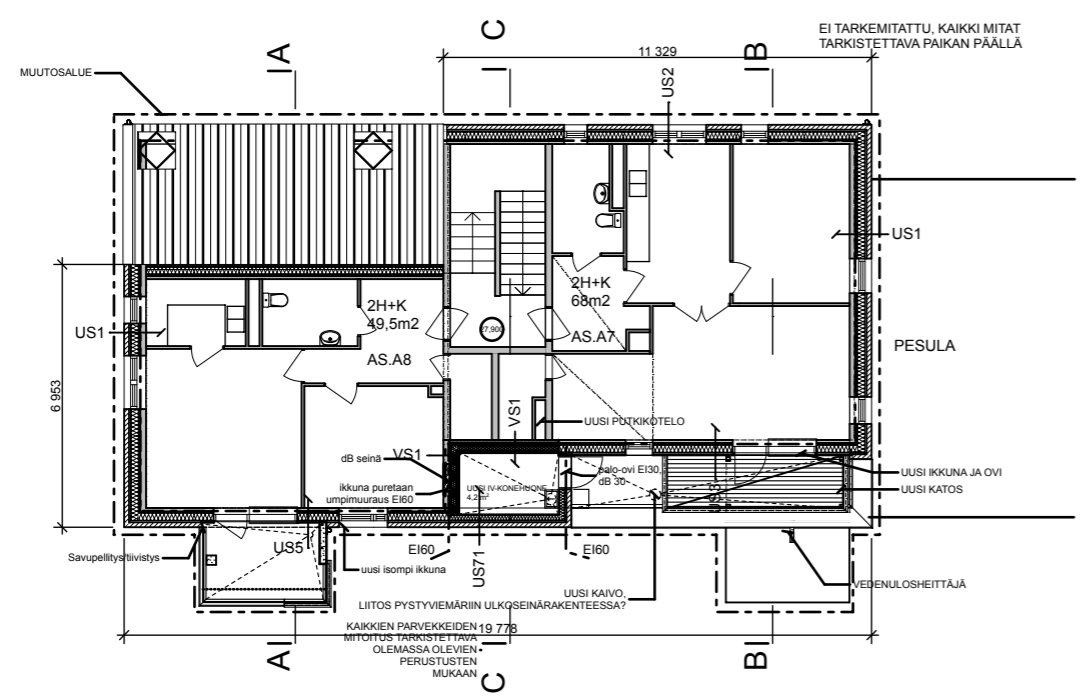 EI TARKEMITATTU, KAIKKI MITAT
TARKISTETTAVA PAIKAN PÄÄLLÄ
A
C
11 329
B
US2
MUUTOSALUE
US1
2H+K
68m2
AS.A7
27,900
2H+K
49,5m2
AS.A8
US1
PESULA
6 953
VS1
UUSI PUTKIKOTELO
dB seinä
VS1
ikkuna puretaan
umpimuuraus EI60
UUSI IV-KONEHUONE
4,2m²
palo-ovi EI30,
dB 30
UUSI IKKUNA JA OVI
UUSI KATOS
US5
Savupellitys/tiivistys
uusi isompi ikkuna
EI60
US71
EI60
UUSI KAIVO,
LIITOS PYSTYVIEMÄRIIN ULKOSEINÄRAKENTEESSA?
VEDENULOSHEITTÄJÄ
19 778
KAIKKIEN PARVEKKEIDEN
MITOITUS TARKISTETTAVA
OLEMASSA OLEVIEN
PERUSTUSTEN
MUKAAN
A
C
B